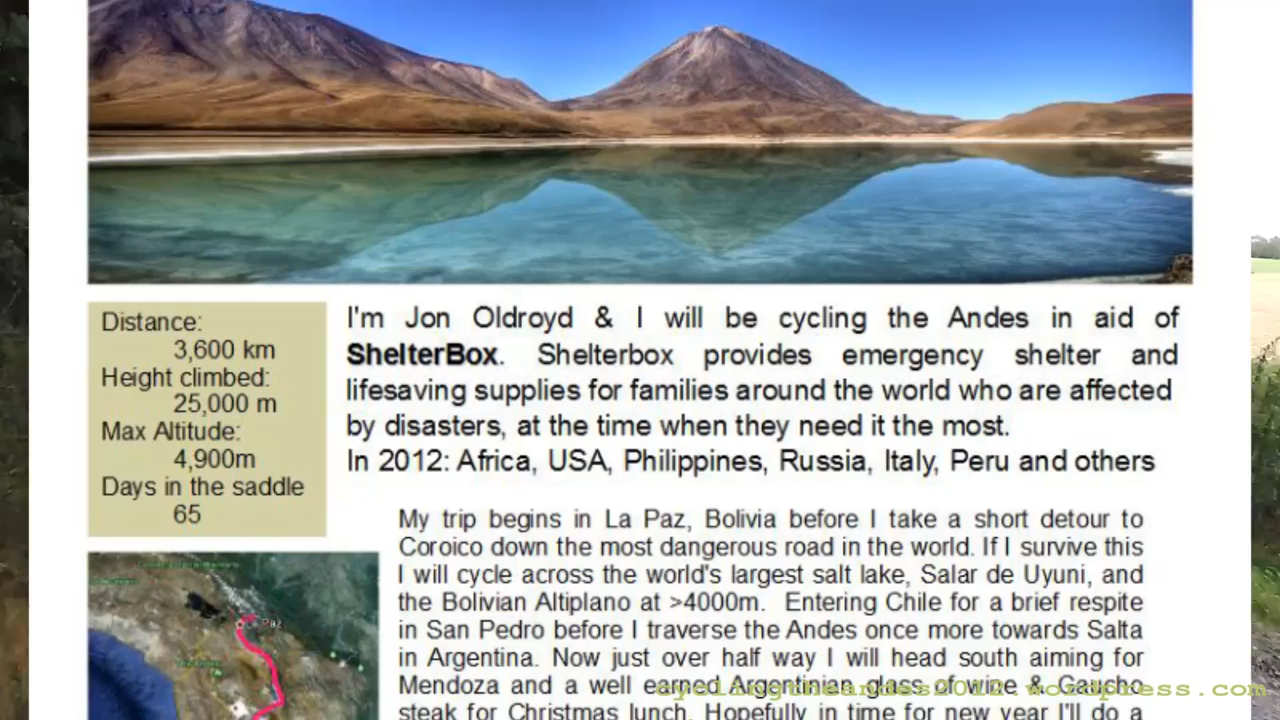 Distance:
3,600 km
Height climbed:
25,000 m
Max Altitude:
4,900m
Days in the saddle
65
I'm Jon Oldroyd & I will be cycling the Andes in aid of
ShelterBox. Shelterbox provides emergency shelter and
lifesaving supplies for families around the world who are affected
by disasters, at the time when they need it the most.
In 2012: Africa, USA, Philippines, Russia, Italy, Peru and others
My trip begins in La Paz, Bolivia before I take a short detour to
Coroico down the most dangerous road in the world. If I survive this
I will cycle across the world's largest salt lake, Salar de Uyuni, and
the Bolivian Altiplano at >4000m. Entering Chile for a brief respite
in San Pedro before I traverse the Andes once more towards Salta
in Argentina. Now just over half way I will head south aiming for
Mendoza and a well earned Argentinian glass of wine & Gaucho
steak for Christmas lunch. Hopefully in time for new year I'll do a
La Paz
cyclingtheandes2012.wordpress.com